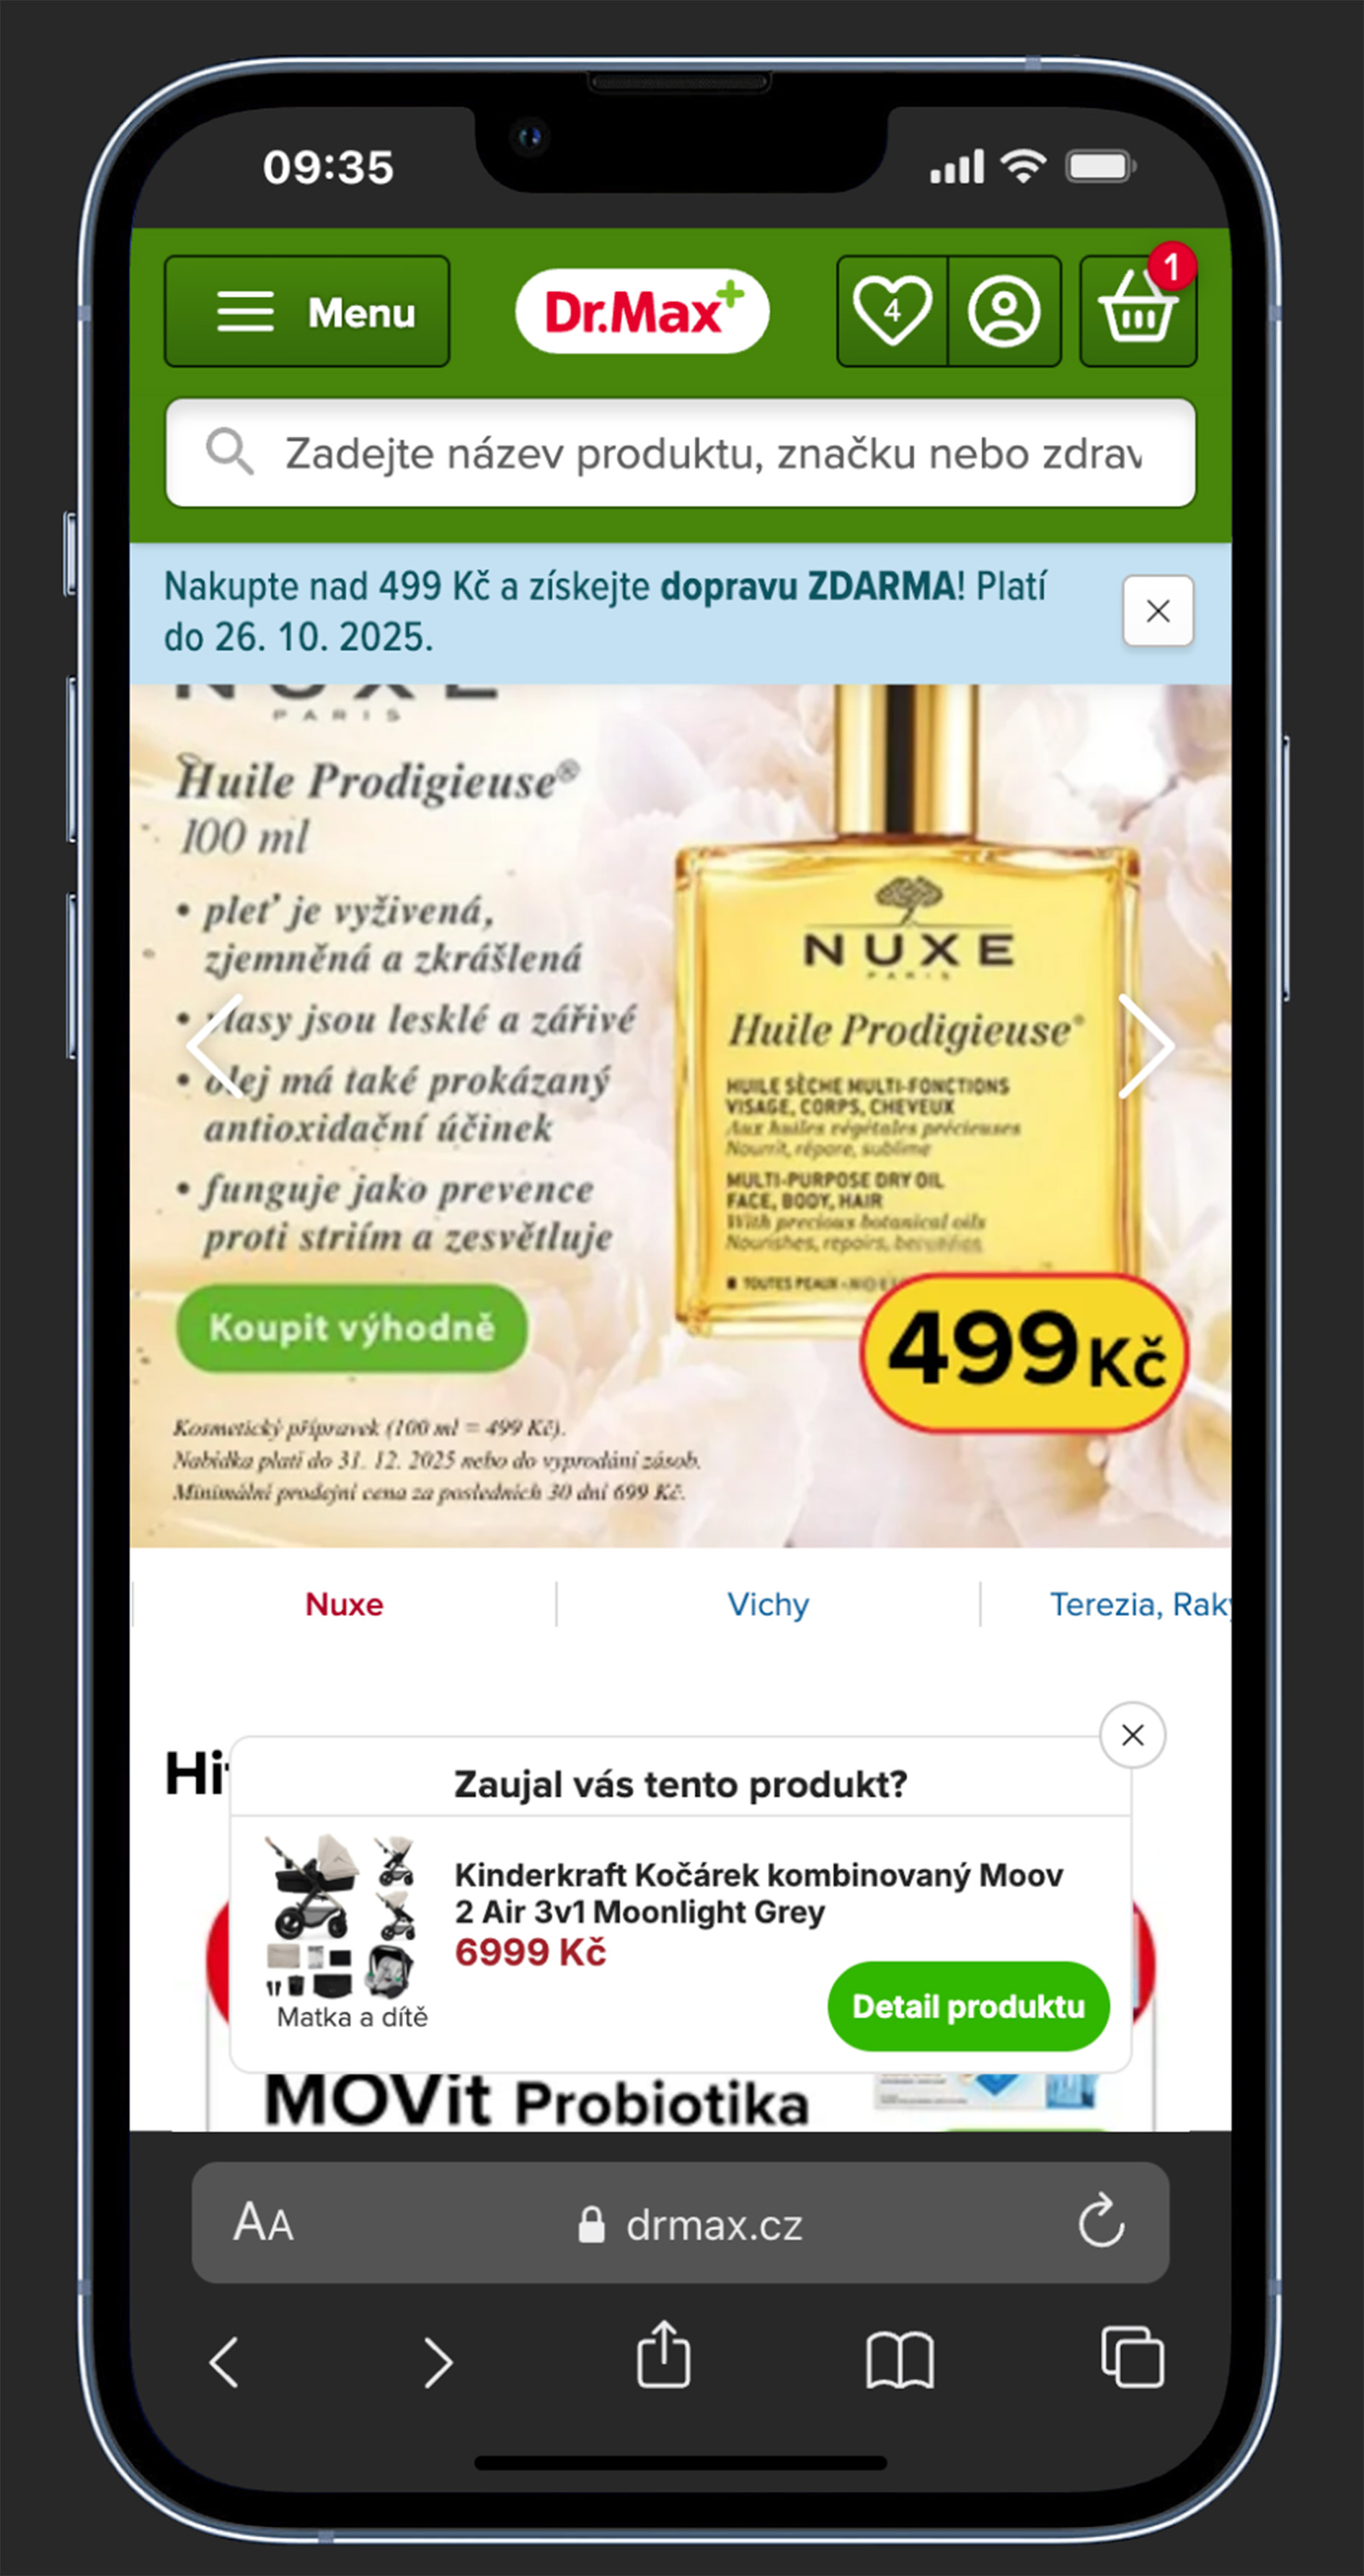 09:35
Menu
Dr.Max+
4
1
Zadejte název produktu, značku nebo zdrav
Nakupte nad 499 Kč a získejte dopravu ZDARMA! Platí
do 26. 10. 2025.
NUXE
PARIS
Huile Prodigieuse®
100 ml
• pleť je vyživená,
zjemněná a zkrášlená
• vlasy jsou lesklé a zářivé
• olej má také prokázaný
antioxidační účinek
• funguje jako prevence
proti striím a zesvětluje
Koupit výhodně
NUXE
PARIS
Huile Prodigieuse®
HUILE SÈCHE MULTI-FONCTIONS
VISAGE, CORPS, CHEVEUX
Aux huiles végétales précieuses
Nourrit, répare, sublime
MULTI-PURPOSE DRY OIL
FACE, BODY, HAIR
With precious botanical oils
Nourishes, repairs, beautifies
TOUTES PEAUX -
499 Kč
Kosmetický přípravek (100 ml = 499 Kč).
Nabídka platí do 31. 12. 2025 nebo do vyprodání zásob.
Minimální prodejní cena za posledních 30 dní 699 Kč.
Nuxe
Vichy
Terezia, Rak
Hi
Zaujal vás tento produkt?
Kinderkraft Kočárek kombinovaný Moov
2 Air 3v1 Moonlight Grey
6999 Kč
Matka a dítě
Detail produktu
MOVit Probiotika
AA
drmax.cz